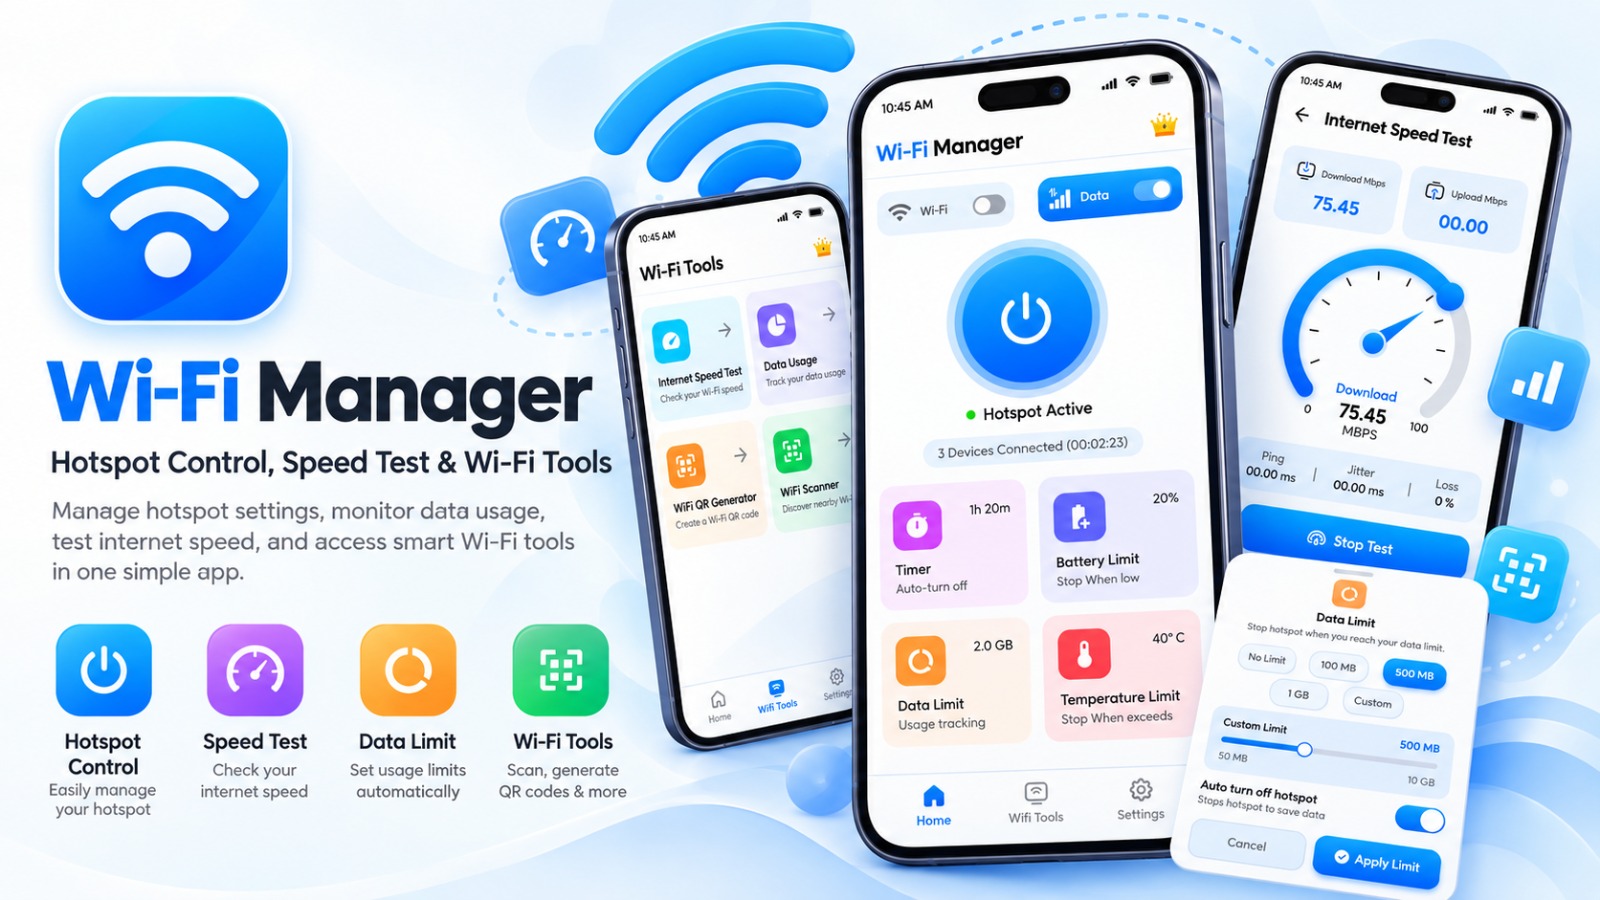 Wi-Fi Manager
Hotspot Control, Speed Test & Wi-Fi Tools
Manage hotspot settings, monitor data usage,
test internet speed, and access smart Wi-Fi tools
in one simple app.
Hotspot
Control
Easily manage
your hotspot
Speed Test
Check your
internet speed
Data Limit
Set usage limits
automatically
Wi-Fi Tools
Scan, generate
QR codes & more
10:45 AM
Wi-Fi Tools
Internet Speed Test
Check your Wi-Fi speed
Data Usage
Track your data usage
WiFi QR Generator
Create a Wi-Fi QR code
WiFi Scanner
Discover nearby Wi-
Home
Wifi Tools
Settings
10:45 AM
Wi-Fi Manager
Wi-Fi
Data
Hotspot Active
3 Devices Connected (00:02:23)
1h 20m
Timer
Auto-turn off
20%
Battery Limit
Stop When low
2.0 GB
Data Limit
Usage tracking
40° C
Temperature Limit
Stop When exceeds
Home
Wifi Tools
Settings
10:45 AM
Internet Speed Test
Download Mbps
75.45
Upload Mbps
00.00
0
Download
75.45
MBPS
100
Ping
00.00 ms
Jitter
00.00 ms
Loss
0 %
Stop Test
Data Limit
Stop hotspot when you reach your data limit.
No Limit
100 MB
500 MB
1 GB
Custom
Custom Limit
500 MB
50 MB
10 GB
Auto turn off hotspot
Stops hotspot to save data
Cancel
Apply Limit